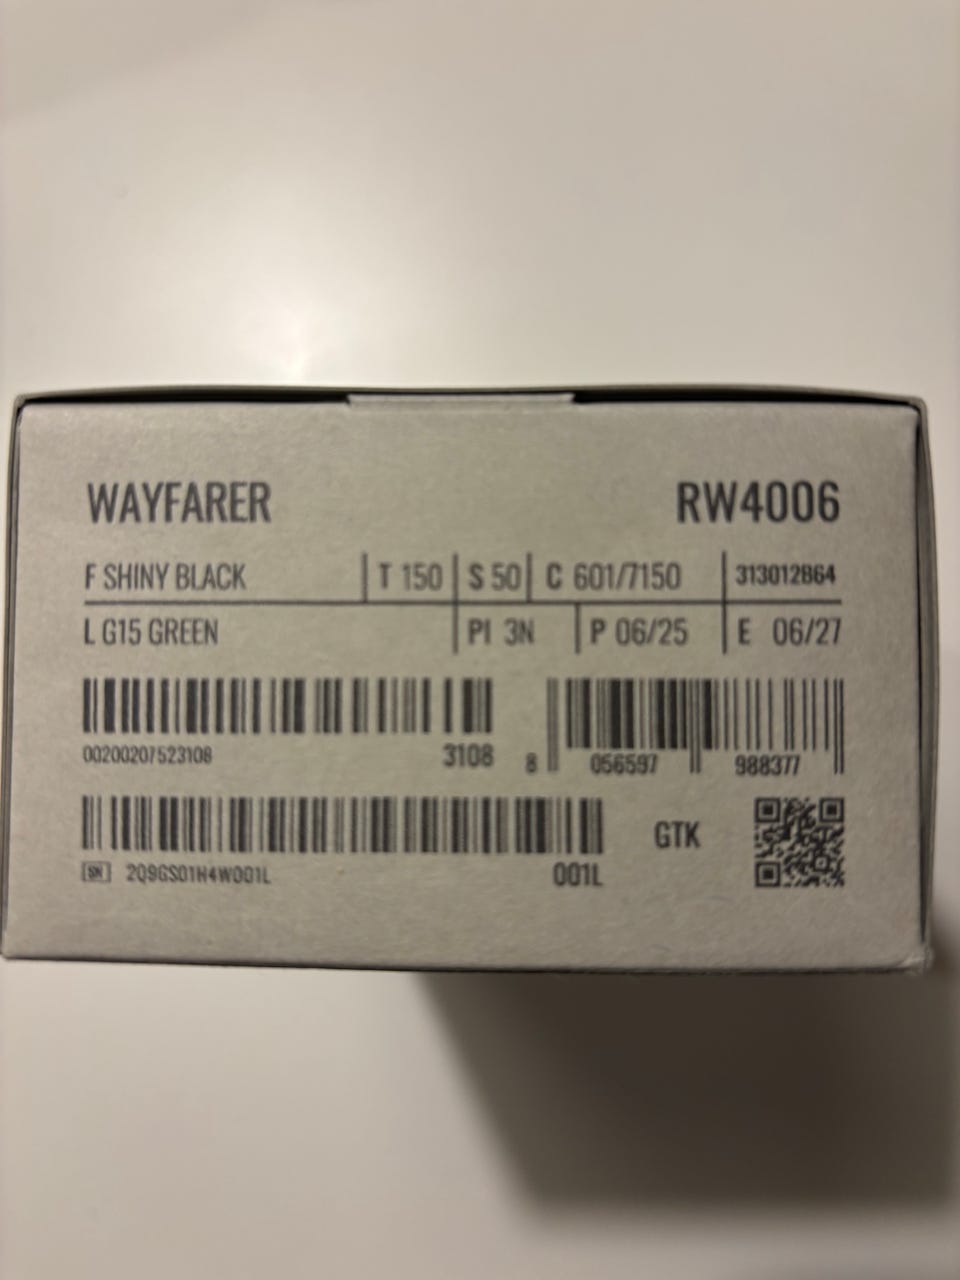 WAYFARER RW4006
F SHINY BLACK T 150 S 50 C 601/7150 313012864
L G15 GREEN PI 3N P 06/25 E 06/27
00200207523108 3108 8 056597 988377
GTK
SN 2Q9GS01H4W001L 001L